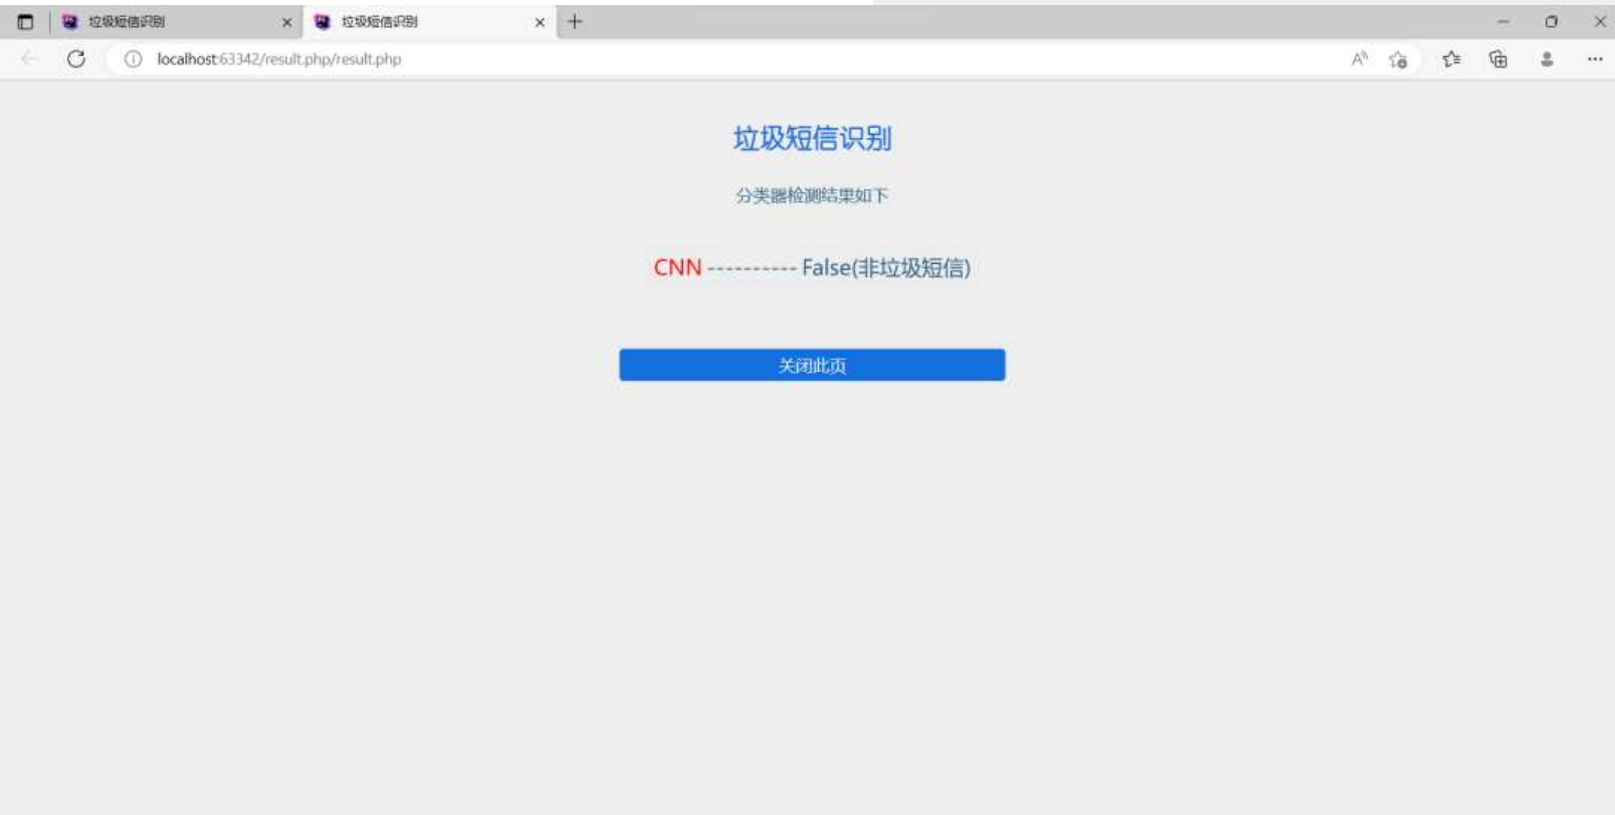 垃圾短信识别
垃圾短信识别
localhost:63342/result.php/result.php
垃圾短信识别
分类器检测结果如下
CNN ---------- False(非垃圾短信)
关闭此页